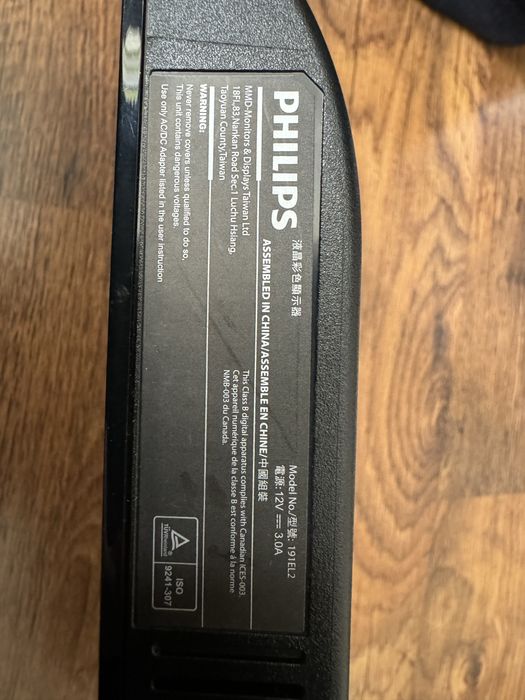 PHILIPS 液晶彩色顯示器
Model No./型號: 191EL2
電源: 12V ⎓ 3.0A
MMD-Monitors & Displays Taiwan Ltd
18Fl.,83,Nankan Road Sec.1 Luchu Hsiang,
Taoyuan County,Taiwan
ASSEMBLED IN CHINA/ASSEMBLE EN CHINE/中國組裝
WARNING:
Never remove covers unless qualified to do so,
This unit contains dangerous voltages.
Use only AC/DC Adapter listed in the user instruction
This Class B digital apparatus complies with Canadian ICES-003.
Cet appareil numérique de la classe B est conforme à la norme
NMB-003 du Canada.
TÜVRheinland
ISO
9241-307